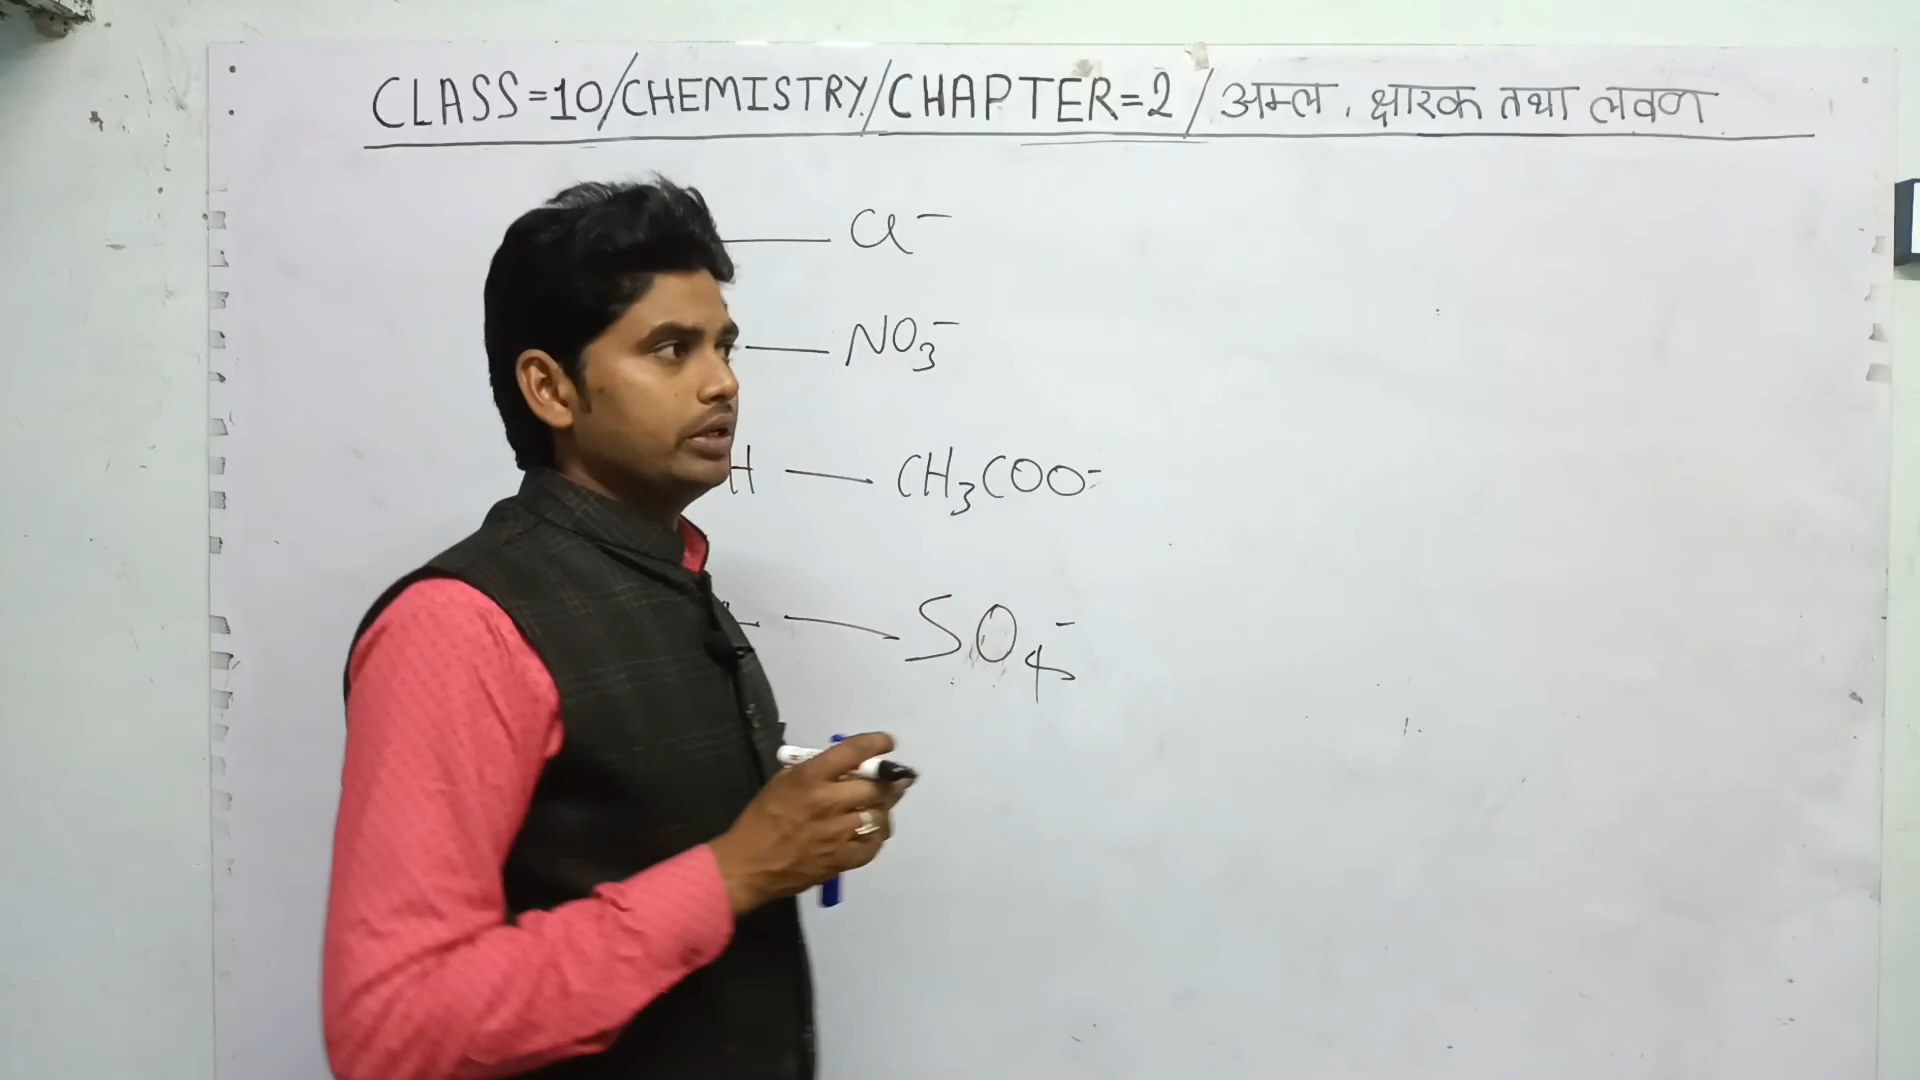 CLASS=10/CHEMISTRY/CHAPTER=2/अम्ल, क्षारक तथा लवण
— Cl⁻
— NO₃⁻
H — CH₃COO⁻
— SO₄⁻